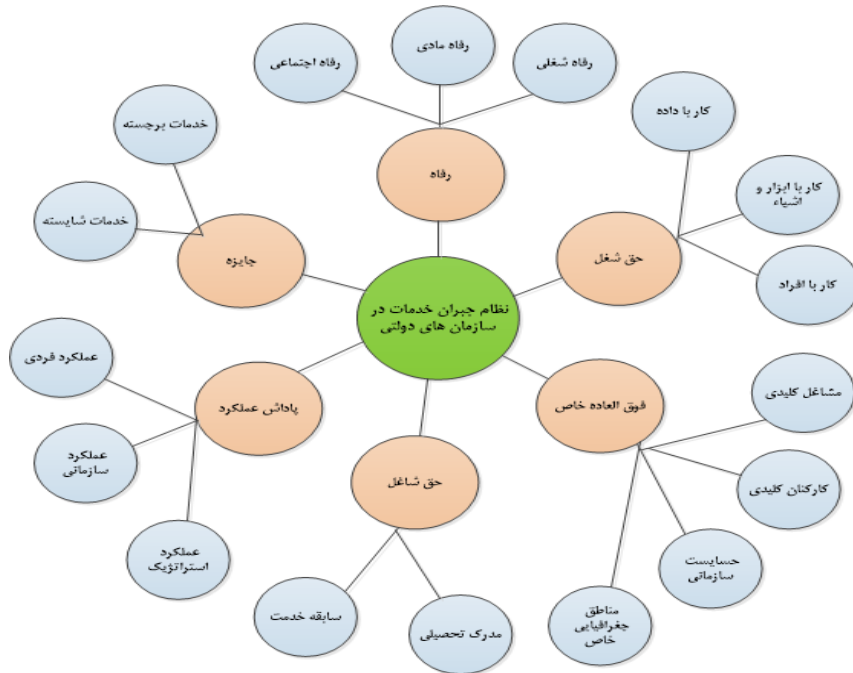 رفاه شغلی
رفاه مادی
رفاه اجتماعی
رفاه
کار با داده
کار با ابزار و
اشیاء
کار با افراد
حق شغل
خدمات برجسته
خدمات شایسته
جایزه
نظام جبران خدمات در
سازمان های دولتی
فوق العاده خاص
مشاغل کلیدی
کارکنان کلیدی
حسایست
سازمانی
مناطق
جغرافیایی
خاص
حق شاغل
مدرک تحصیلی
سابقه خدمت
پاداش عملکرد
عملکرد فردی
عملکرد
سازمانی
عملکرد
استراتژیک